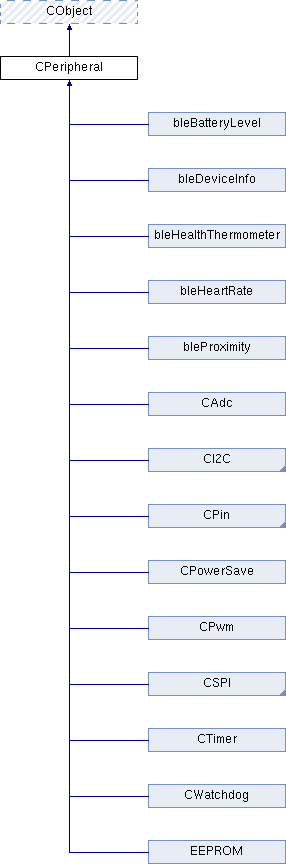 CObject
CPeripheral
bleBatteryLevel
bleDeviceInfo
bleHealthThermometer
bleHeartRate
bleProximity
CAdc
CI2C
CPin
CPowerSave
CPwm
CSPI
CTimer
CWatchdog
EEPROM